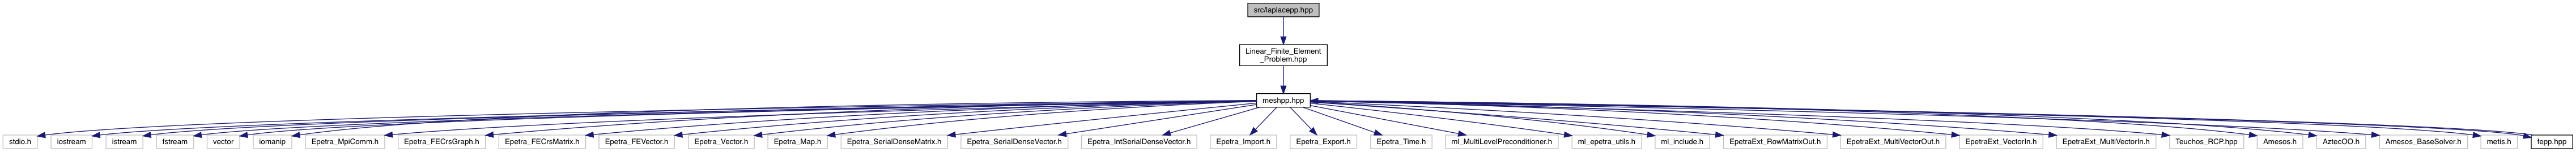 src/laplacepp.hpp
Linear_Finite_Element
_Problem.hpp
meshpp.hpp
stdio.h
iostream
istream
fstream
vector
iomanip
Epetra_MpiComm.h
Epetra_FECrsGraph.h
Epetra_FECrsMatrix.h
Epetra_FEVector.h
Epetra_Vector.h
Epetra_Map.h
Epetra_SerialDenseMatrix.h
Epetra_SerialDenseVector.h
Epetra_IntSerialDenseVector.h
Epetra_Import.h
Epetra_Export.h
Epetra_Time.h
ml_MultiLevelPreconditioner.h
ml_epetra_utils.h
ml_include.h
EpetraExt_RowMatrixOut.h
EpetraExt_MultiVectorOut.h
EpetraExt_VectorIn.h
EpetraExt_MultiVectorIn.h
Teuchos_RCP.hpp
Amesos.h
AztecOO.h
Amesos_BaseSolver.h
metis.h
fepp.hpp